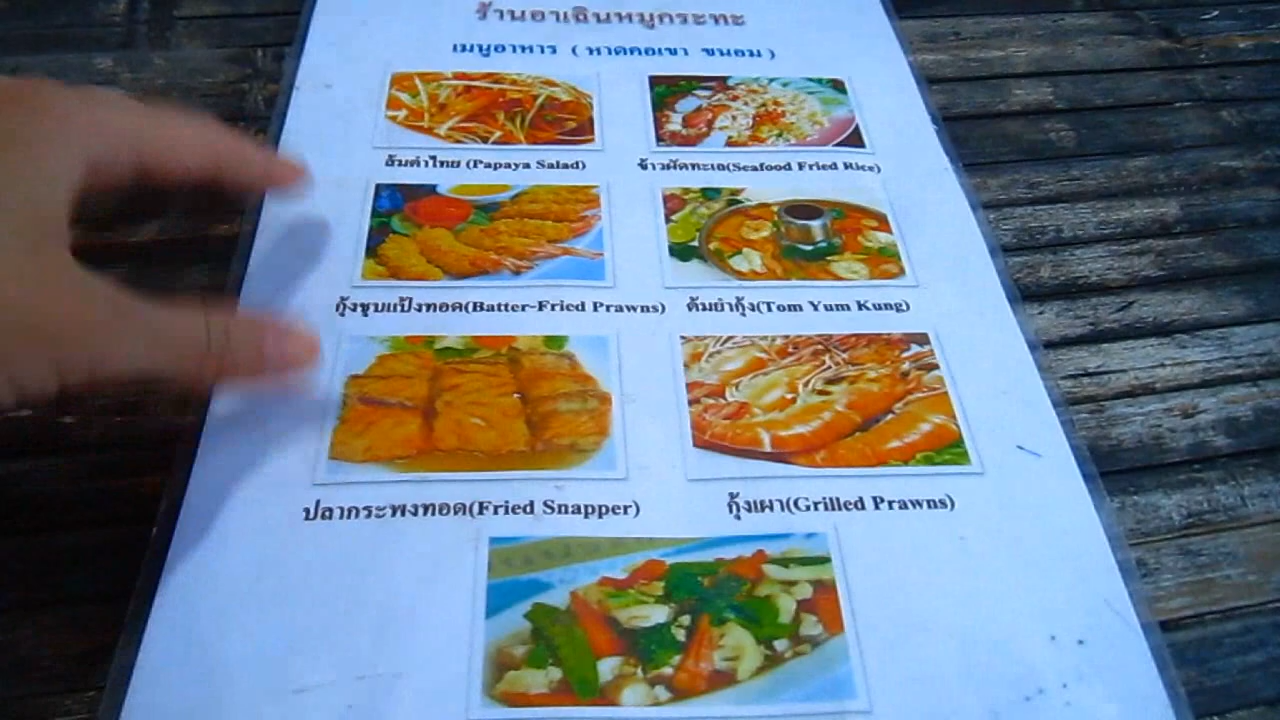 ร้านอาเฉินหมูกระทะ
เมนูอาหาร ( หาดคอเขา ขนอม )
ส้มตำไทย (Papaya Salad)
ข้าวผัดทะเล(Seafood Fried Rice)
กุ้งชุบแป้งทอด(Batter-Fried Prawns)
ต้มยำกุ้ง(Tom Yum Kung)
ปลากระพงทอด(Fried Snapper)
กุ้งเผา(Grilled Prawns)